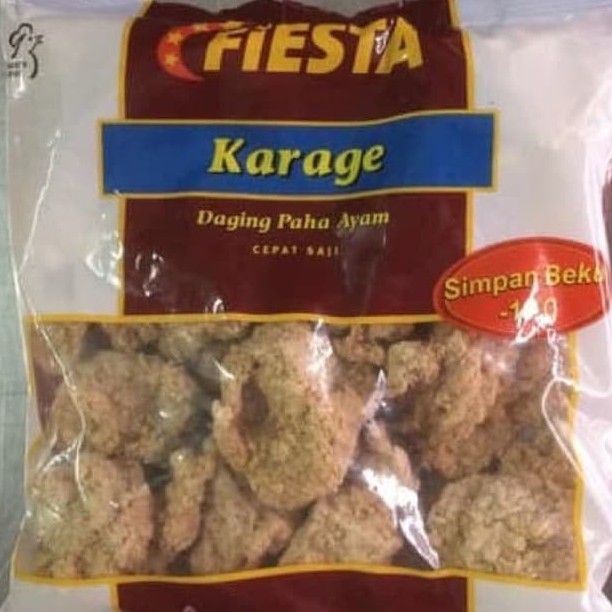 FIESTA
Karage
Daging Paha Ayam
CEPAT SAJI
Simpan Beku